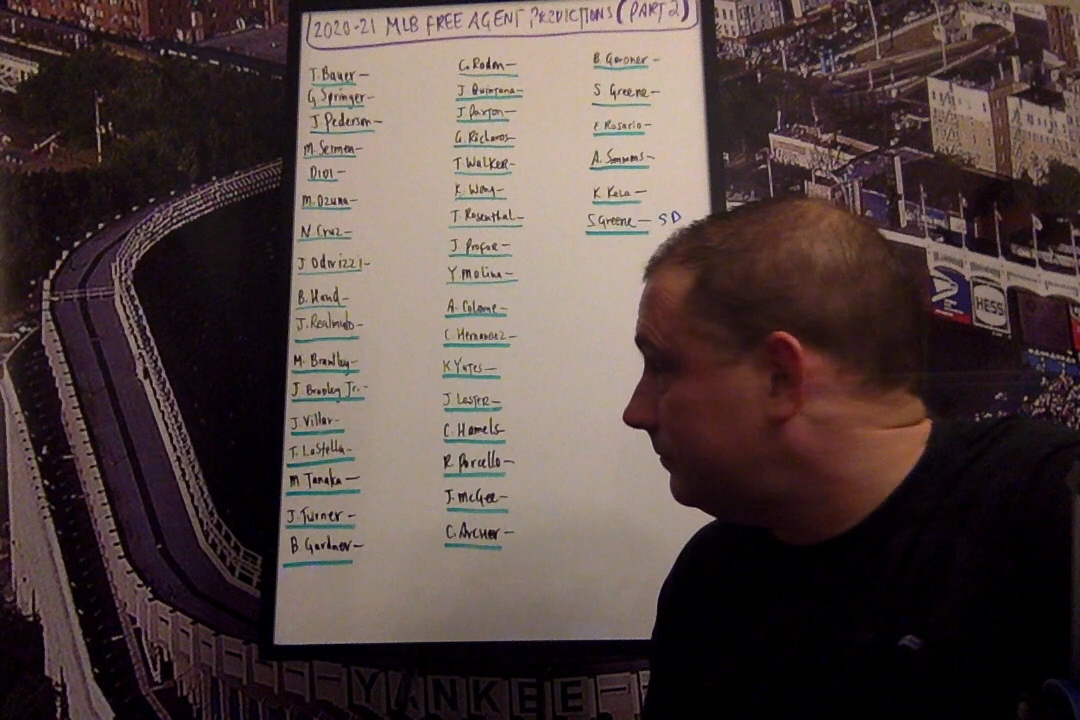 2020-21 MLB FREE AGENT PREDICTIONS (PART 2)
T. Bauer -
G. Springer -
J. Pederson -
M. Semien -
Didi -
M. Ozuna -
N. Cruz -
J Odorizzi -
B. Hand -
J. Realmuto -
M. Brantley -
J. Bradley Jr. -
J. Villar -
T. LaStella -
M Tanaka -
J. Turner -
B. Gardner -
C. Rodon -
J Quintana -
J. Paxton -
G. Richards -
T. Walker -
K. Wong -
T. Rosenthal -
J. Profar -
Y. Molina -
A. Colome -
C. Hernandez -
K Yates -
J. Lester -
C. Hamels
R. Porcello -
J. McGee -
C. Archer -
B. Goodner -
S. Greene -
E. Rosario -
A. Simmons -
K. Kela -
S. Greene - SD
HESS
YANKEE